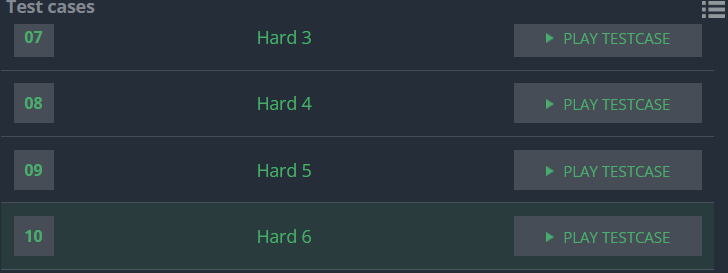 Test cases
07 Hard 3 PLAY TESTCASE
08 Hard 4 PLAY TESTCASE
09 Hard 5 PLAY TESTCASE
10 Hard 6 PLAY TESTCASE